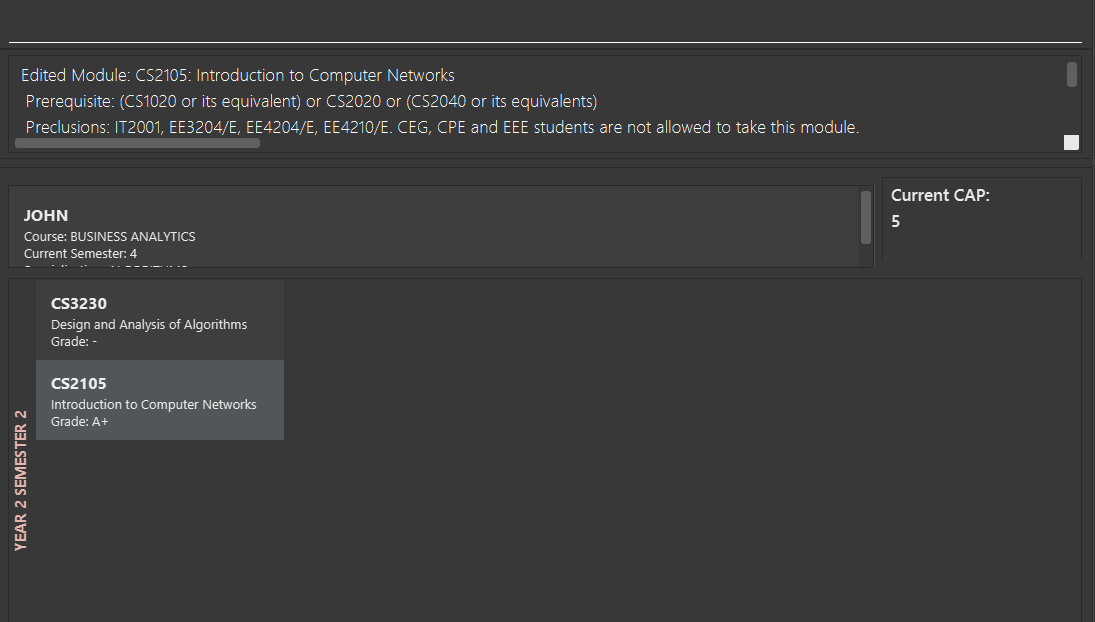 Edited Module: CS2105: Introduction to Computer Networks
Prerequisite: (CS1020 or its equivalent) or CS2020 or (CS2040 or its equivalents)
Preclusions: IT2001, EE3204/E, EE4204/E, EE4210/E. CEG, CPE and EEE students are not allowed to take this module.
JOHN
Course: BUSINESS ANALYTICS
Current Semester: 4
Current CAP:
5
CS3230
Design and Analysis of Algorithms
Grade: -
CS2105
Introduction to Computer Networks
Grade: A+
YEAR 2 SEMESTER 2